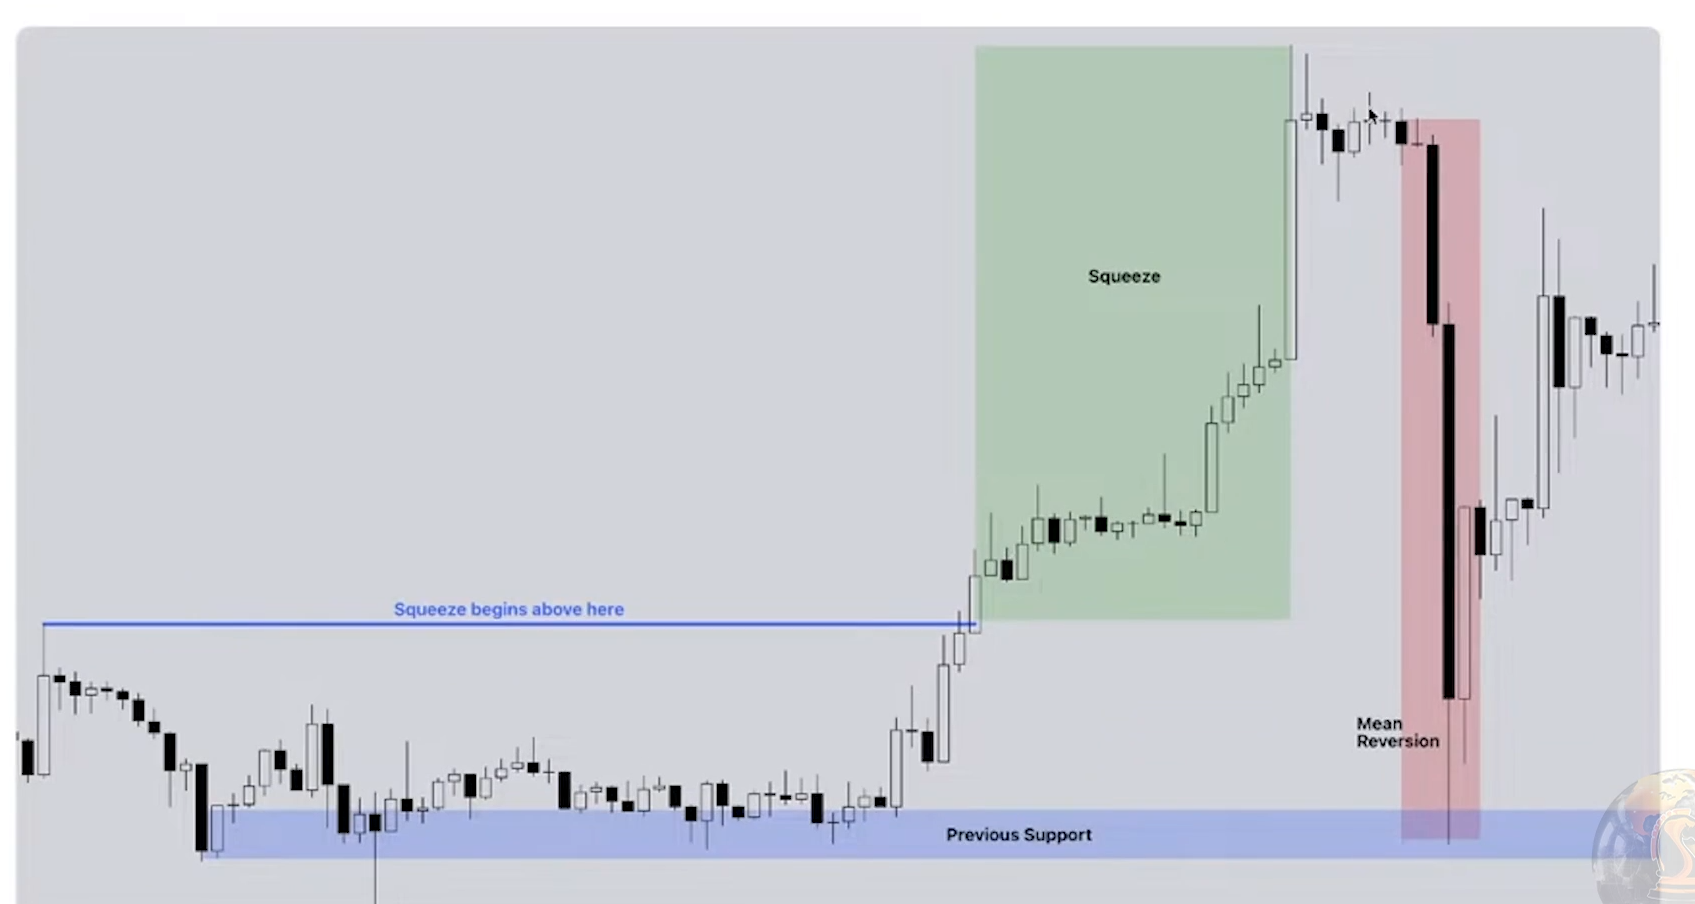 Squeeze
Squeeze begins above here
Mean
Reversion
Previous Support